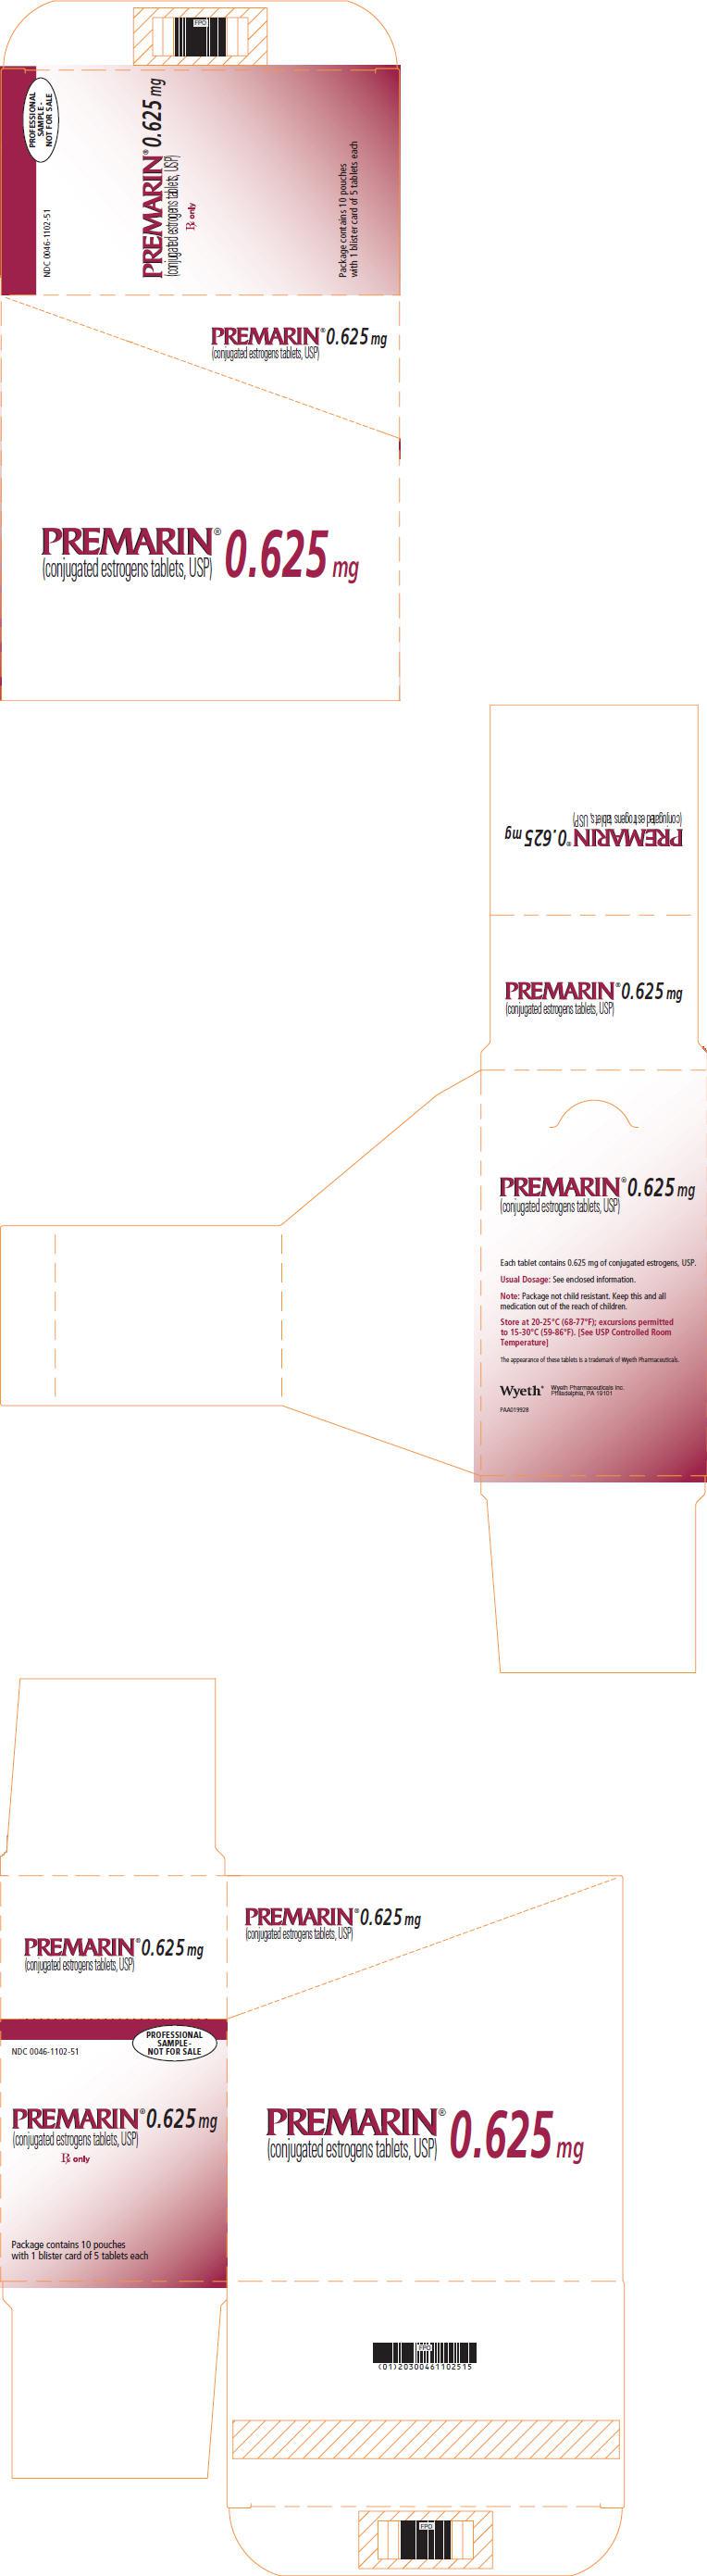 FPO
PROFESSIONAL
SAMPLE -
NOT FOR SALE
NDC 0046-1102-51
PREMARIN® 0.625 mg
(conjugated estrogens tablets, USP)
℞ only
Package contains 10 pouches
with 1 blister card of 5 tablets each
PREMARIN® 0.625 mg
(conjugated estrogens tablets, USP)
PREMARIN® 0.625 mg
(conjugated estrogens tablets, USP)
PREMARIN® 0.625 mg
(conjugated estrogens tablets, USP)
PREMARIN® 0.625 mg
(conjugated estrogens tablets, USP)
PREMARIN® 0.625 mg
(conjugated estrogens tablets, USP)
Each tablet contains 0.625 mg of conjugated estrogens, USP.
Usual Dosage: See enclosed information.
Note: Package not child resistant. Keep this and all
medication out of the reach of children.
Store at 20-25°C (68-77°F); excursions permitted
to 15-30°C (59-86°F). [See USP Controlled Room
Temperature]
The appearance of these tablets is a trademark of Wyeth Pharmaceuticals.
Wyeth® Wyeth Pharmaceuticals Inc.
Philadelphia, PA 19101
PAA019928
PREMARIN® 0.625 mg
(conjugated estrogens tablets, USP)
PREMARIN® 0.625 mg
(conjugated estrogens tablets, USP)
PROFESSIONAL
SAMPLE -
NOT FOR SALE
NDC 0046-1102-51
PREMARIN® 0.625 mg
(conjugated estrogens tablets, USP)
℞ only
Package contains 10 pouches
with 1 blister card of 5 tablets each
PREMARIN® 0.625 mg
(conjugated estrogens tablets, USP)
FPO
(01)20300461102515
FPO